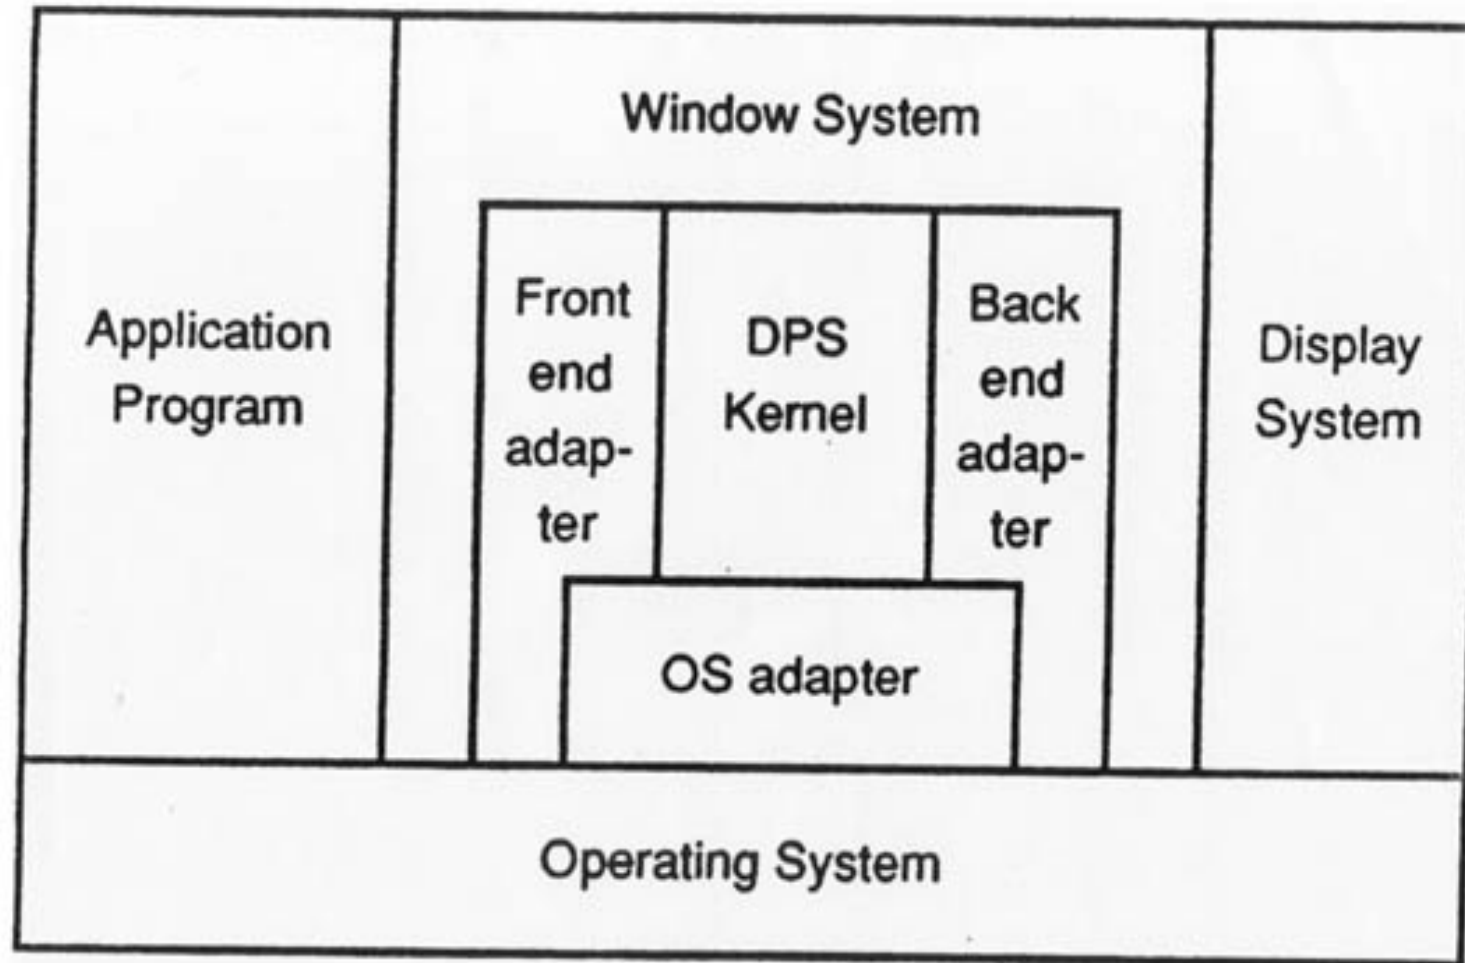 Window System
Application
Program
Front
end
adap-
ter
DPS
Kernel
Back
end
adap-
ter
Display
System
OS adapter
Operating System